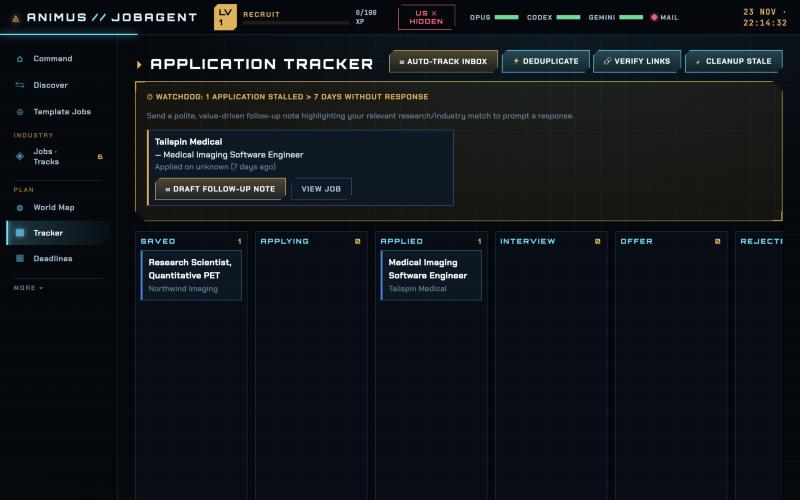 ANIMUS // JOBAGENT
LV 1
RECRUIT
0/100 XP
US × HIDDEN
OPUS
CODEX
GEMINI
MAIL
23 NOV · 22:14:32
Command
Discover
Template Jobs
INDUSTRY
Jobs · Tracks
6
PLAN
World Map
Tracker
Deadlines
MORE
APPLICATION TRACKER
AUTO-TRACK INBOX
DEDUPLICATE
VERIFY LINKS
CLEANUP STALE
WATCHDOG: 1 APPLICATION STALLED > 7 DAYS WITHOUT RESPONSE
Send a polite, value-driven follow-up note highlighting your relevant research/industry match to prompt a response.
Tailspin Medical
— Medical Imaging Software Engineer
Applied on unknown (7 days ago)
DRAFT FOLLOW-UP NOTE
VIEW JOB
SAVED 1
Research Scientist,
Quantitative PET
Northwind Imaging
APPLYING 0
APPLIED 1
Medical Imaging
Software Engineer
Tailspin Medical
INTERVIEW 0
OFFER 0
REJECTE